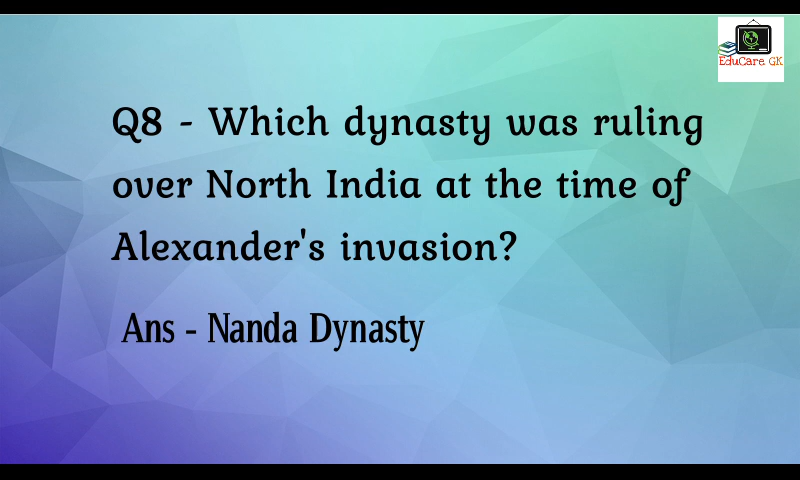 EduCare GK
Q8 - Which dynasty was ruling
over North India at the time of
Alexander's invasion?
Ans - Nanda Dynasty